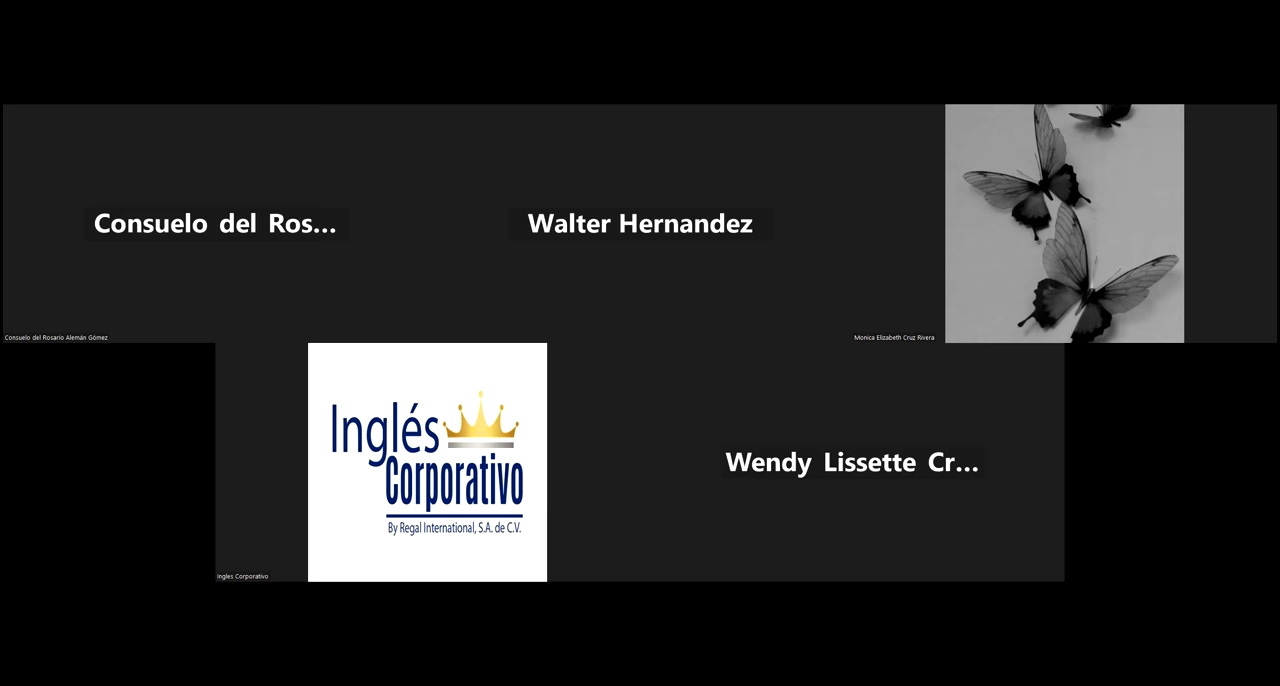 Consuelo del Ros...
Walter Hernandez
Consuelo del Rosario Alemán Gómez
Monica Elizabeth Cruz Rivera
Inglés
Corporativo
By Regal International, S.A. de C.V.
Wendy Lissette Cr...
Ingles Corporativo